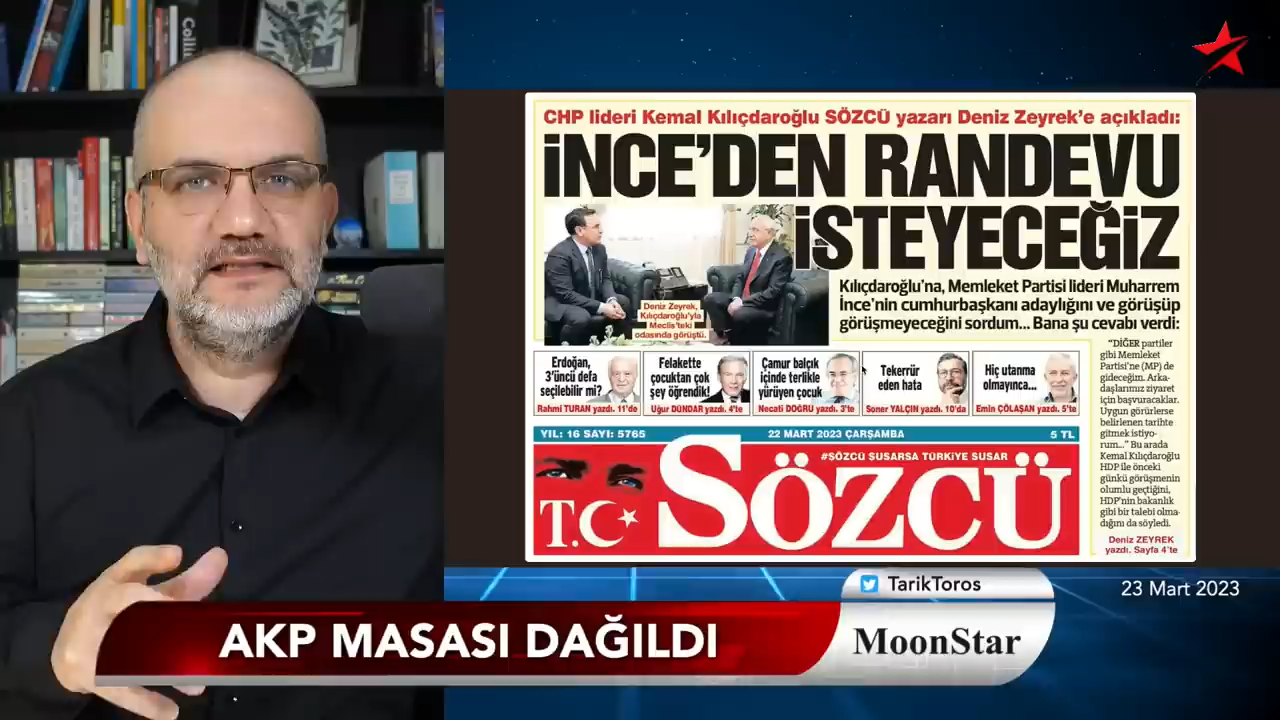 CHP lideri Kemal Kılıçdaroğlu SÖZCÜ yazarı Deniz Zeyrek'e açıkladı:
İNCE'DEN RANDEVU
İSTEYECEĞİZ
Deniz Zeyrek,
Kılıçdaroğlu'yla
Meclis'teki
odasında görüştü.
Kılıçdaroğlu'na, Memleket Partisi lideri Muharrem
İnce'nin cumhurbaşkanı adaylığını ve görüşüp
görüşmeyeceğini sordum... Bana şu cevabı verdi:
"DİĞER partiler
gibi Memleket
Partisi'ne (MP) de
gideceğim. Arka-
daşlarımız ziyaret
için başvuracaklar.
Uygun görürlerse
belirlenen tarihte
gitmek istiyo-
rum..." Bu arada
Kemal Kılıçdaroğlu
HDP ile önceki
günkü görüşmenin
olumlu geçtiğini,
HDP'nin bakanlık
gibi bir talebi olma-
dığını da söyledi.
Deniz ZEYREK
yazdı. Sayfa 4'te
Erdoğan,
3'üncü defa
seçilebilir mi?
Rahmi TURAN yazdı. 11'de
Felakette
çocuktan çok
şey öğrendik!
Uğur DÜNDAR yazdı. 4'te
Çamur balçık
içinde terlikle
yürüyen çocuk
Necati DOĞRU yazdı. 3'te
Tekerrür
eden hata
Soner YALÇIN yazdı. 10'da
Hiç utanma
olmayınca...
Emin ÇÖLAŞAN yazdı. 5'te
YIL: 16 SAYI: 5765
22 MART 2023 ÇARŞAMBA
5 TL
#SÖZCÜ SUSARSA TÜRKİYE SUSAR
T.C
SÖZCÜ
TarikToros
23 Mart 2023
AKP MASASI DAĞILDI
MoonStar